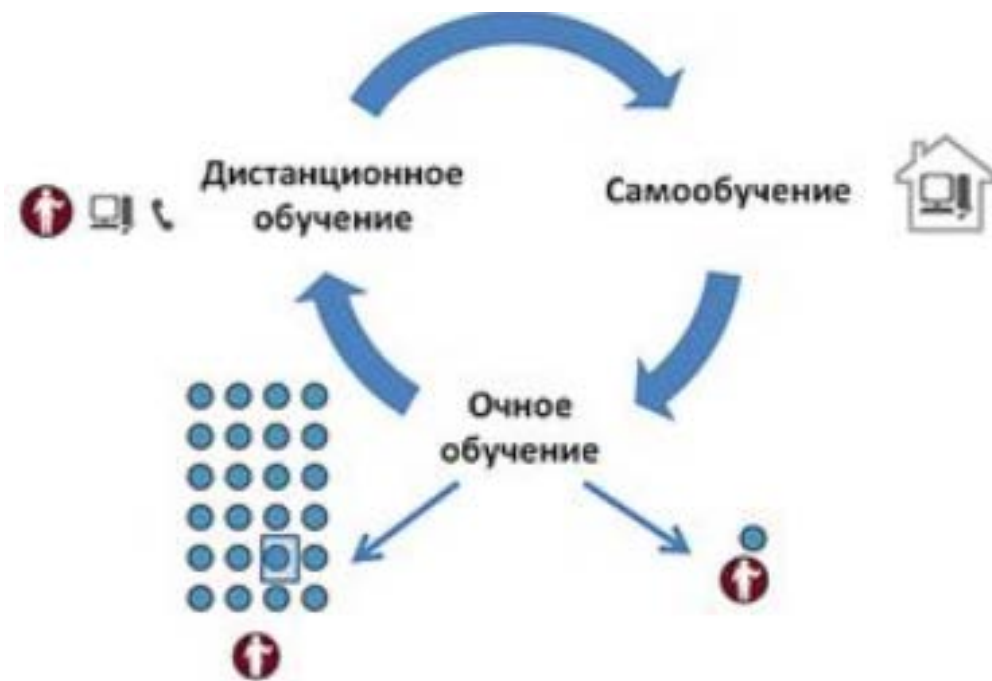 Дистанционное
обучение
Самообучение
Очное
обучение